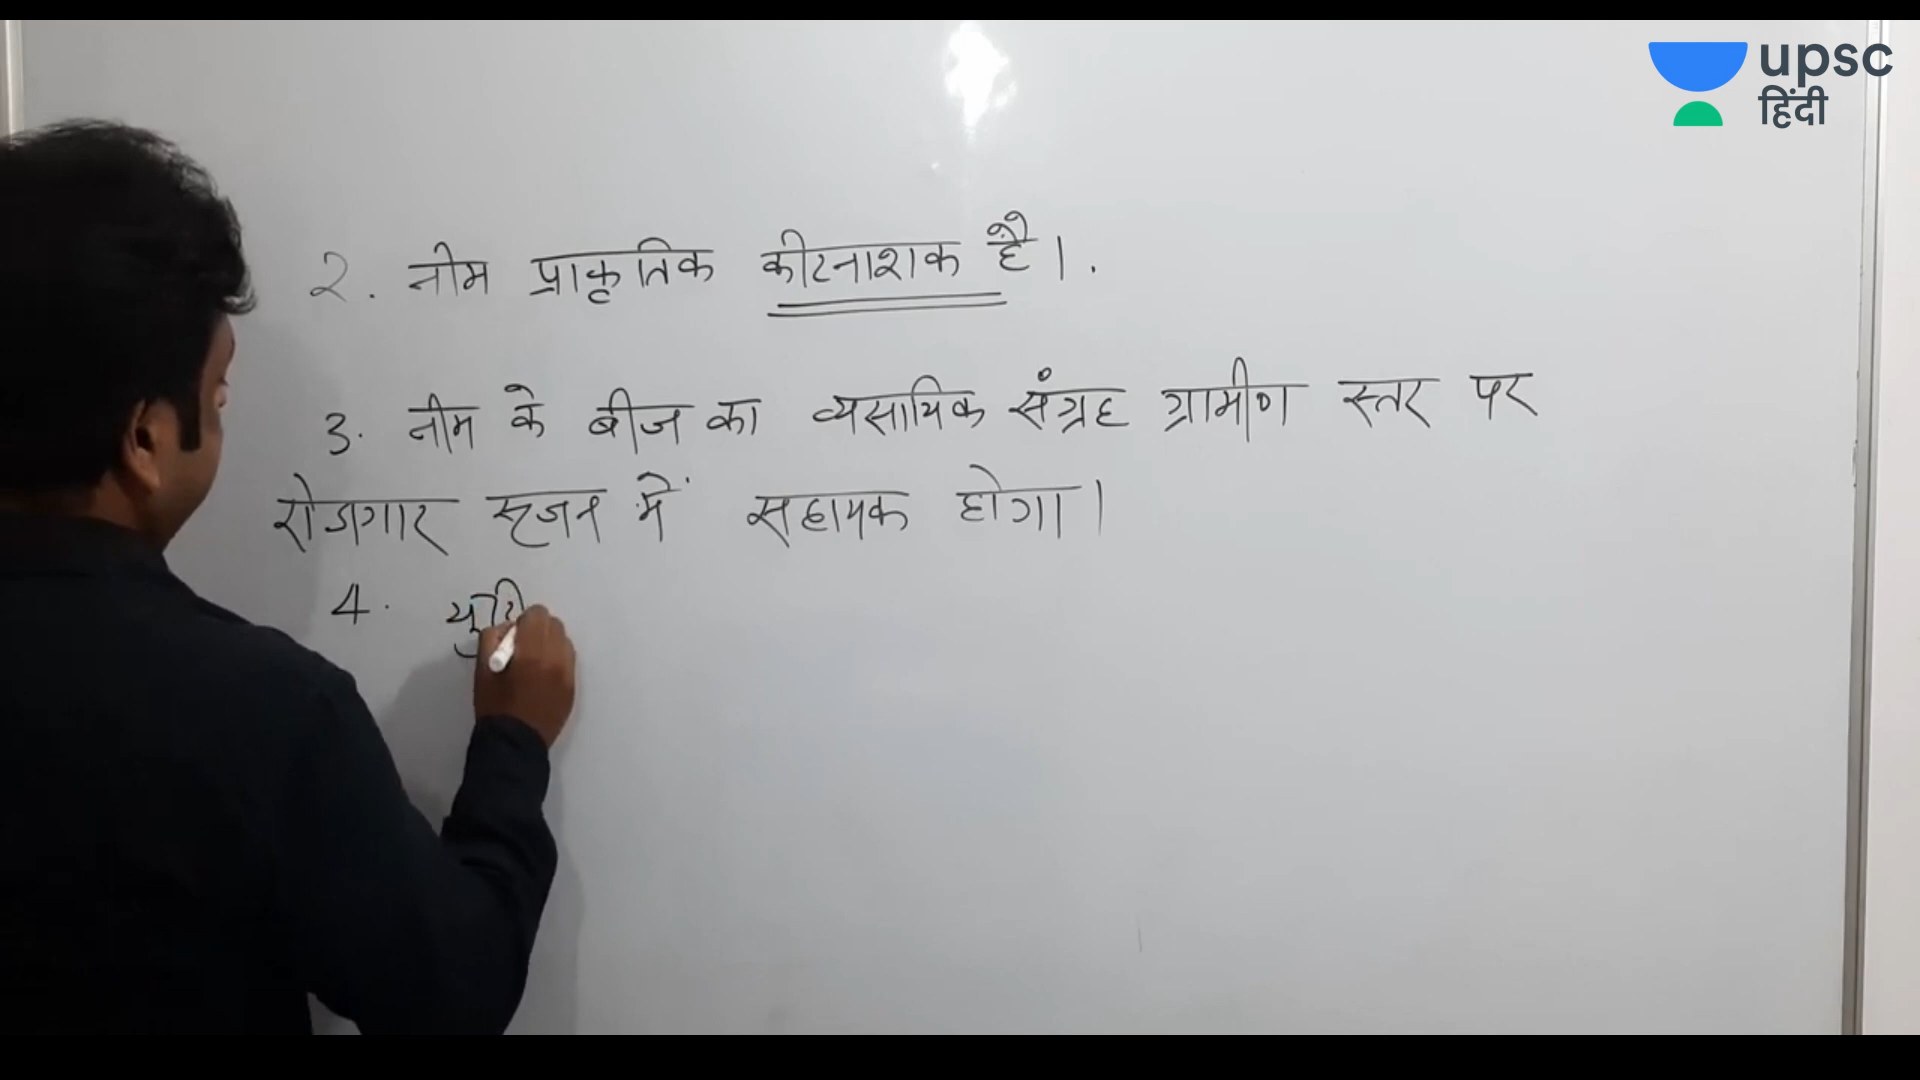 upsc
हिंदी
2. नीम प्राकृतिक कीटनाशक है।.
3. नीम के बीज का व्यसायिक संग्रह ग्रामीण स्तर पर
रोजगार सृजन में सहायक होगा।
4. यूरि